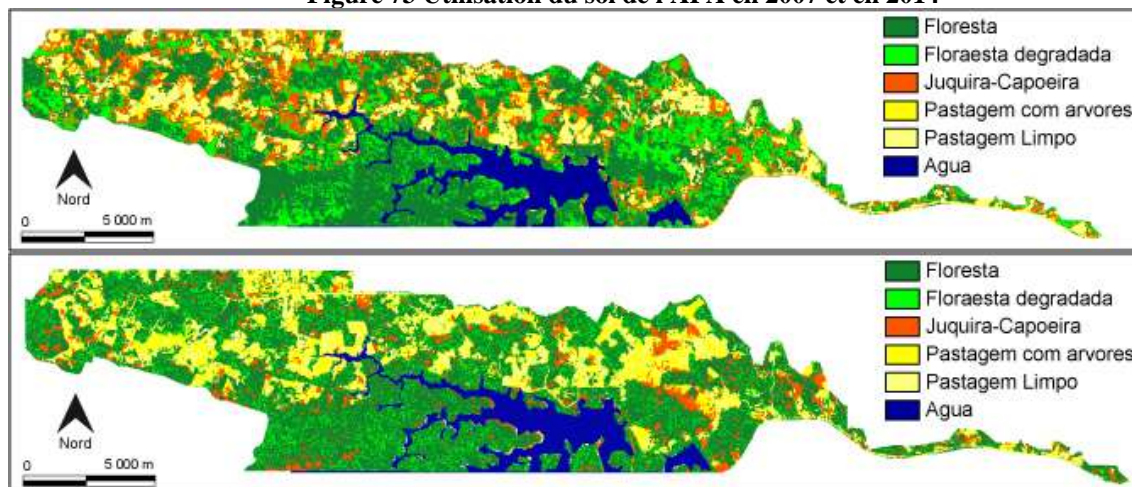 Figure 73 Utilisation du sol de l'APA en 2007 et en 2014
Floresta
Floraesta degradada
Juquira-Capoeira
Pastagem com arvores
Pastagem Limpo
Agua
Nord
0 5 000 m
Floresta
Floraesta degradada
Juquira-Capoeira
Pastagem com arvores
Pastagem Limpo
Agua
Nord
0 5 000 m